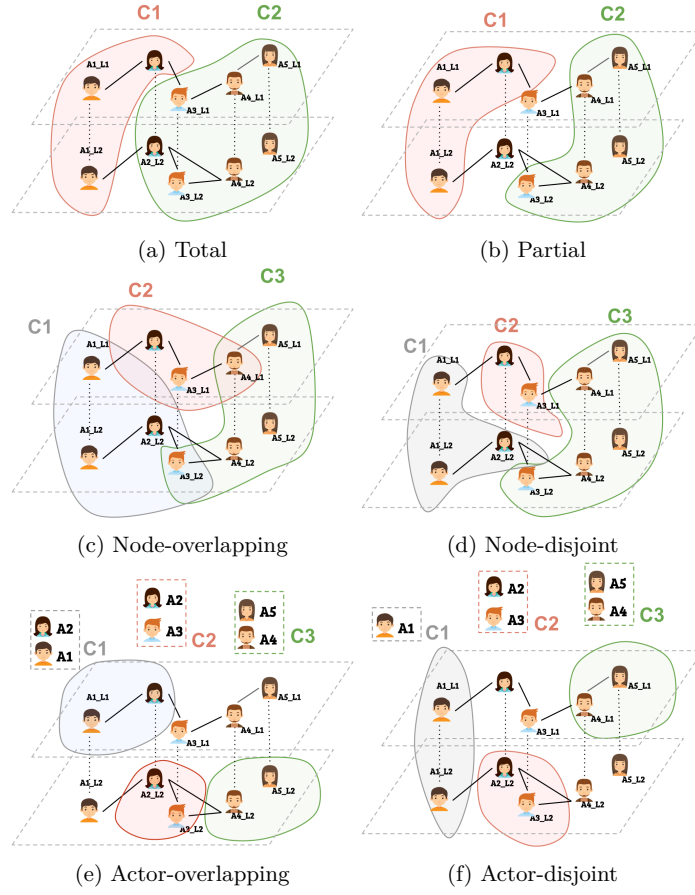 C1 C2
A1_L1 A5_L1
A3_L1 A4_L1
A1_L2
A2_L2 A5_L2
A3_L2 A4_L2
(a) Total
C2
C1
A1_L1 A5_L1
A3_L1 A4_L1
A1_L2
A2_L2 A5_L2
A3_L2 A4_L2
(b) Partial
C3
C2
C1
A1_L1 A5_L1
A3_L1 A4_L1
A1_L2
A2_L2 A5_L2
A3_L2 A4_L2
(c) Node-overlapping
C3
C2
C1
A1_L1 A5_L1
A3_L1 A4_L1
A1_L2
A2_L2 A5_L2
A3_L2 A4_L2
(d) Node-disjoint
A2 A2 A5
A1 A3 A4
C1 C2 C3
A1_L1 A5_L1
A3_L1 A4_L1
A1_L2
A2_L2 A5_L2
A3_L2 A4_L2
(e) Actor-overlapping
A2 A5
A1 A3 A4
C1 C2 C3
A1_L1 A5_L1
A3_L1 A4_L1
A1_L2
A2_L2 A5_L2
A3_L2 A4_L2
(f) Actor-disjoint